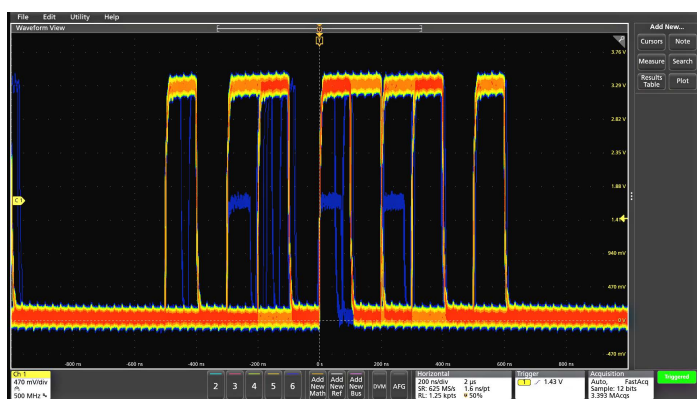 File Edit Utility Help
Waveform View
Add New...
Cursors Note
Measure Search
Results Table Plot
3.76 V
3.29 V
2.82 V
2.35 V
1.88 V
1.41
940 mV
470 mV
0 V
-470 mV
C1
T
-800 ns -600 ns -400 ns -200 ns 0 s 200 ns 400 ns 600 ns 800 ns
Ch 1
470 mV/div
500 MHz
2 3 4 5 6
Add New Math
Add New Ref
Add New Bus
DVM AFG
Horizontal
200 ns/div 2 µs
SR: 625 MS/s 1.6 ns/pt
RL: 1.25 kpts 50%
Trigger
1 1.43 V
Acquisition
Auto, FastAcq
Sample: 12 bits
3.393 MAcqs
Triggered